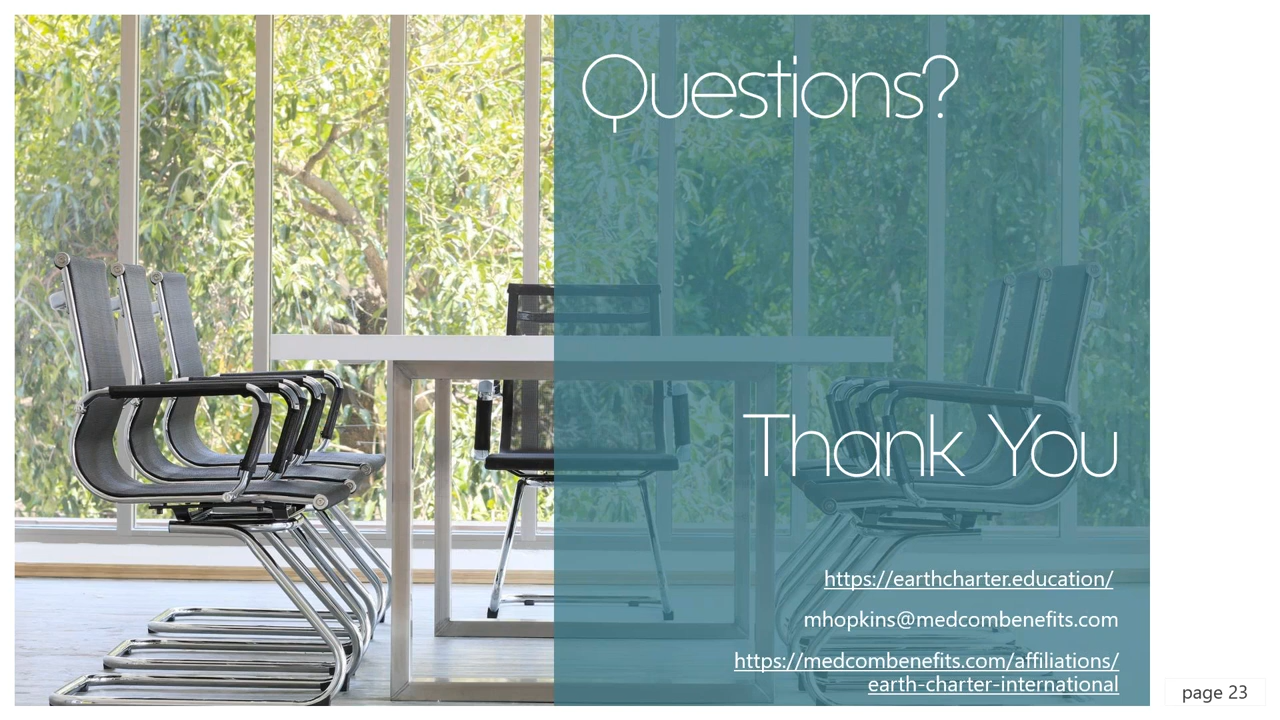 Questions?
Thank You
https://earthcharter.education/
mhopkins@medcombenefits.com
https://medcombenefits.com/affiliations/
earth-charter-international
page 23